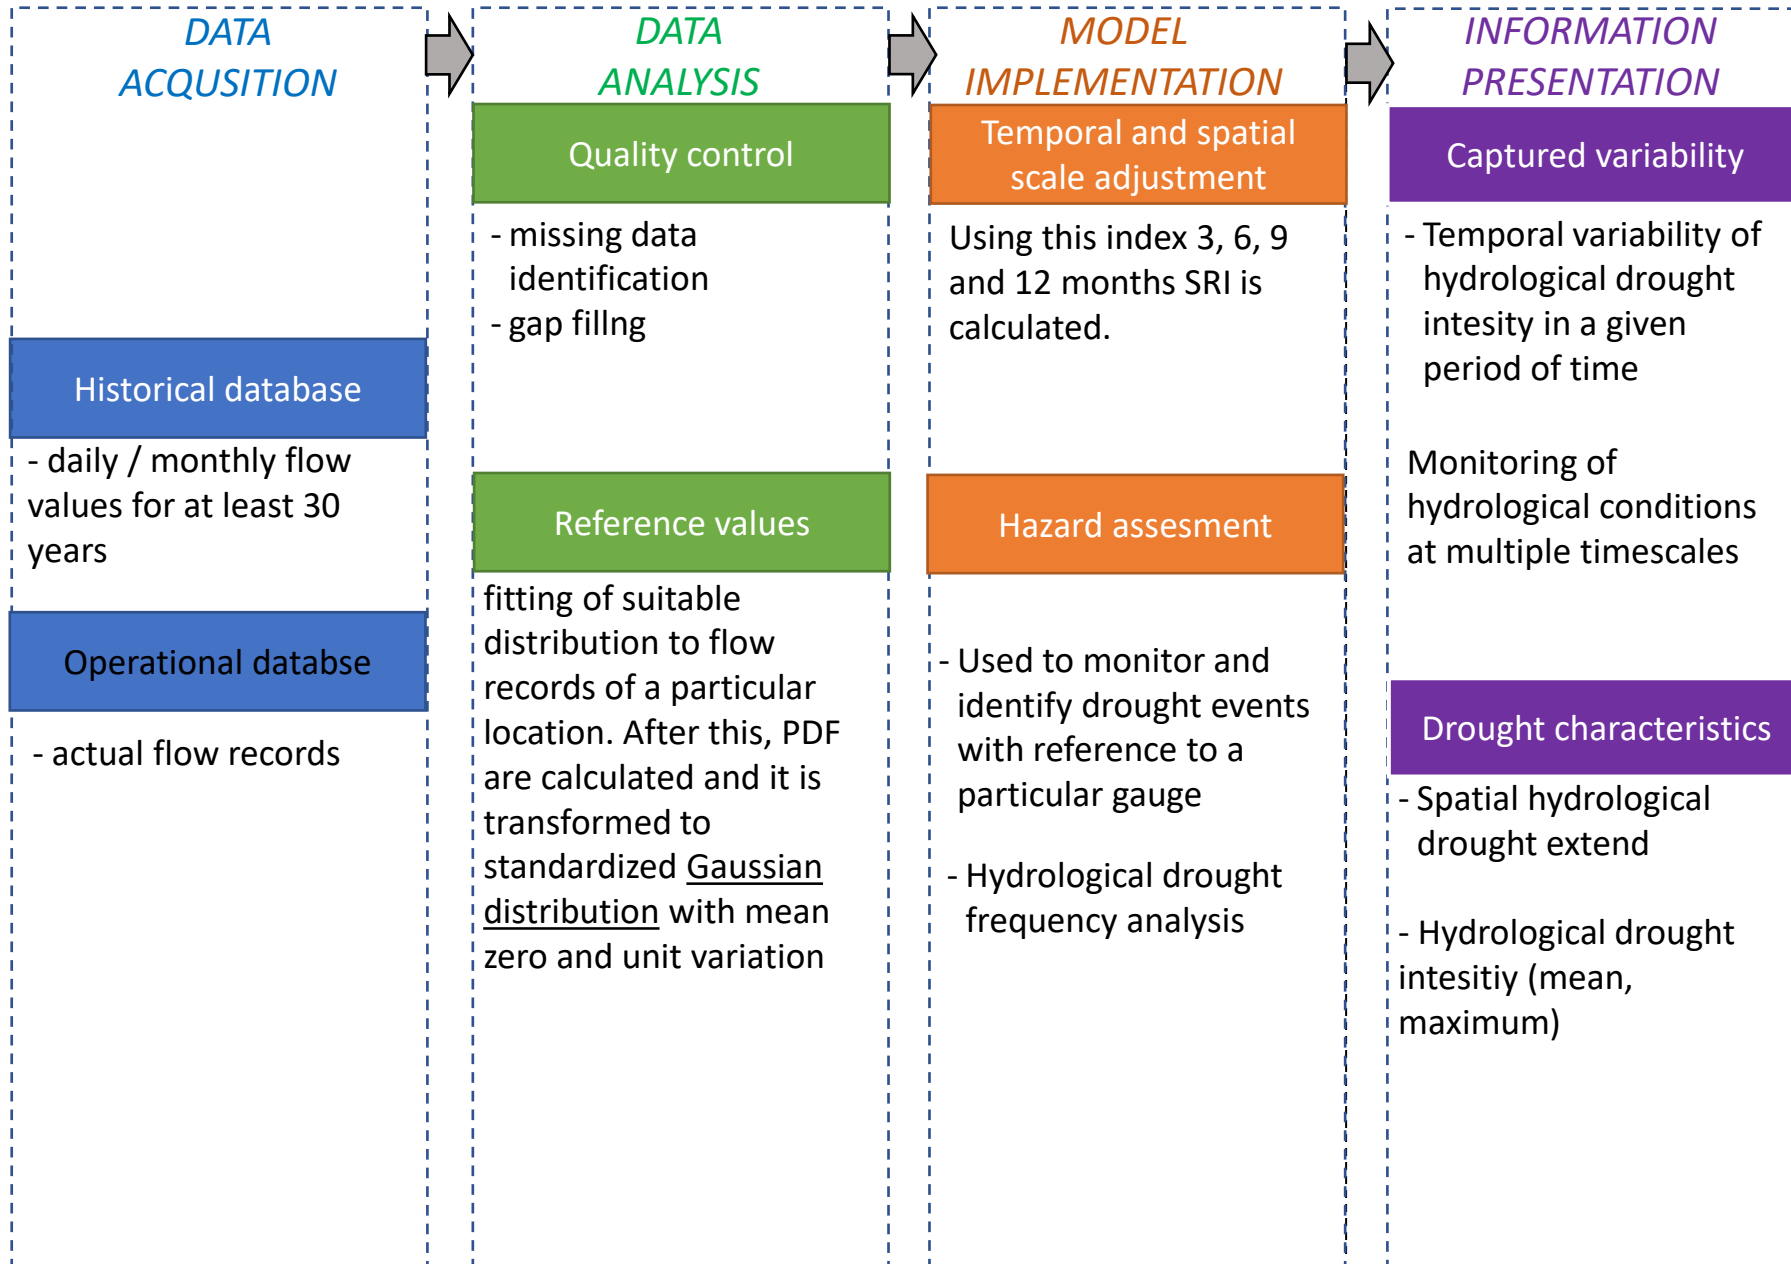 DATA
ACQUSITION
Historical database
- daily / monthly flow
values for at least 30
years
Operational databse
- actual flow records
DATA
ANALYSIS
Quality control
- missing data
identification
- gap fillng
Reference values
fitting of suitable
distribution to flow
records of a particular
location. After this, PDF
are calculated and it is
transformed to
standardized Gaussian
distribution with mean
zero and unit variation
MODEL
IMPLEMENTATION
Temporal and spatial
scale adjustment
Using this index 3, 6, 9
and 12 months SRI is
calculated.
Hazard assesment
- Used to monitor and
identify drought events
with reference to a
particular gauge
- Hydrological drought
frequency analysis
INFORMATION
PRESENTATION
Captured variability
- Temporal variability of
hydrological drought
intesity in a given
period of time
Monitoring of
hydrological conditions
at multiple timescales
Drought characteristics
- Spatial hydrological
drought extend
- Hydrological drought
intesitiy (mean,
maximum)